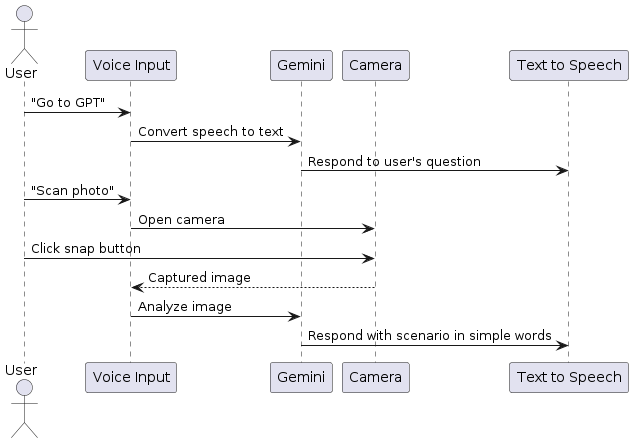 User
Voice Input
Gemini
Camera
Text to Speech
"Go to GPT"
Convert speech to text
Respond to user's question
"Scan photo"
Open camera
Click snap button
Captured image
Analyze image
Respond with scenario in simple words
User
Voice Input
Gemini
Camera
Text to Speech